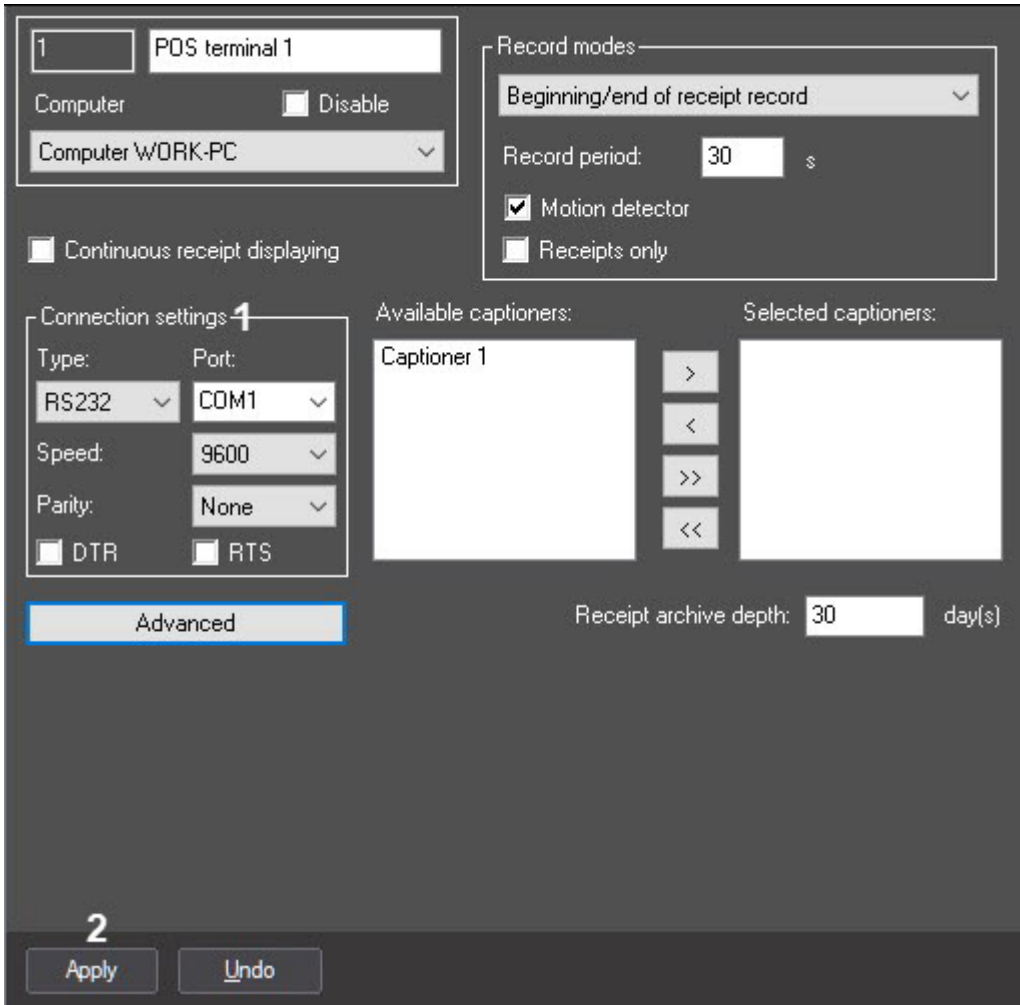 1 POS terminal 1
Computer Disable
Computer WORK-PC
Continuous receipt displaying
Record modes
Beginning/end of receipt record
Record period: 30 s
Motion detector
Receipts only
Connection settings 1
Type: Port:
RS232 COM1
Speed: 9600
Parity: None
DTR RTS
Advanced
Available captioners:
Captioner 1
>
<
>>
<<
Selected captioners:
Receipt archive depth: 30 day(s)
2
Apply Undo